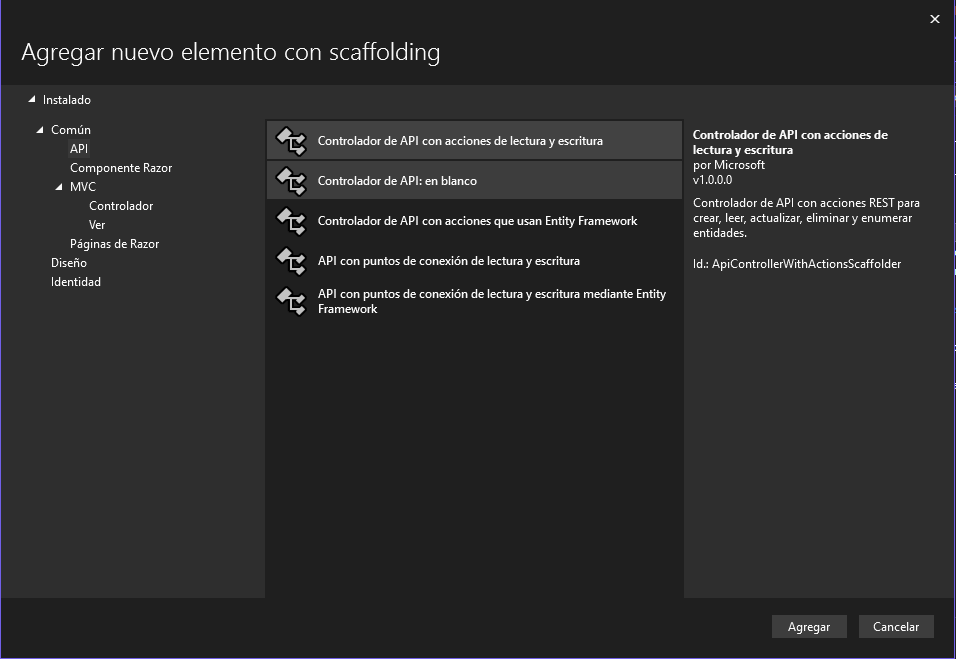 Agregar nuevo elemento con scaffolding
Instalado
Común
API
Componente Razor
MVC
Controlador
Ver
Páginas de Razor
Diseño
Identidad
Controlador de API con acciones de lectura y escritura
Controlador de API: en blanco
Controlador de API con acciones que usan Entity Framework
API con puntos de conexión de lectura y escritura
API con puntos de conexión de lectura y escritura mediante Entity
Framework
Controlador de API con acciones de
lectura y escritura
por Microsoft
v1.0.0.0
Controlador de API con acciones REST para
crear, leer, actualizar, eliminar y enumerar
entidades.
Id.: ApiControllerWithActionsScaffolder
Agregar
Cancelar